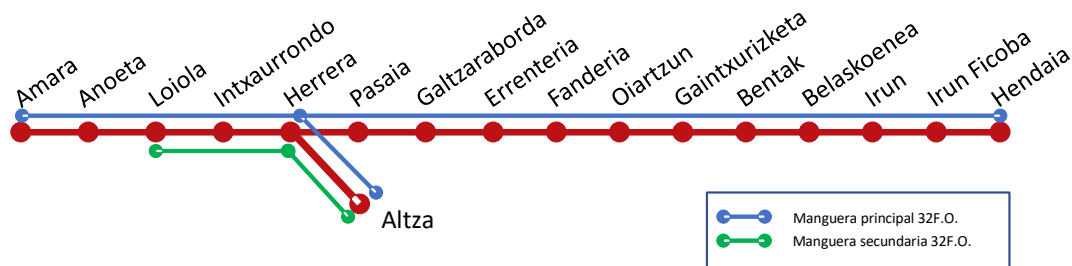 Amara
Anoeta
Loiola
Intxaurrondo
Herrera
Pasaia
Galtzaraborda
Errenteria
Fanderia
Oiartzun
Gaintxurizketa
Bentak
Belaskoenea
Irun
Irun Ficoba
Hendaia
Altza
Manguera principal 32F.O.
Manguera secundaria 32F.O.